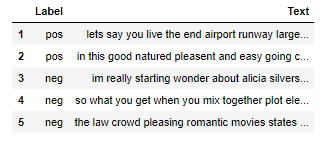 Label Text
1 pos lets say you live the end airport runway large...
2 pos in this good natured pleasent and easy going c...
3 neg im really starting wonder about alicia silvers...
4 neg so what you get when you mix together plot ele...
5 neg the law crowd pleasing romantic movies states ...